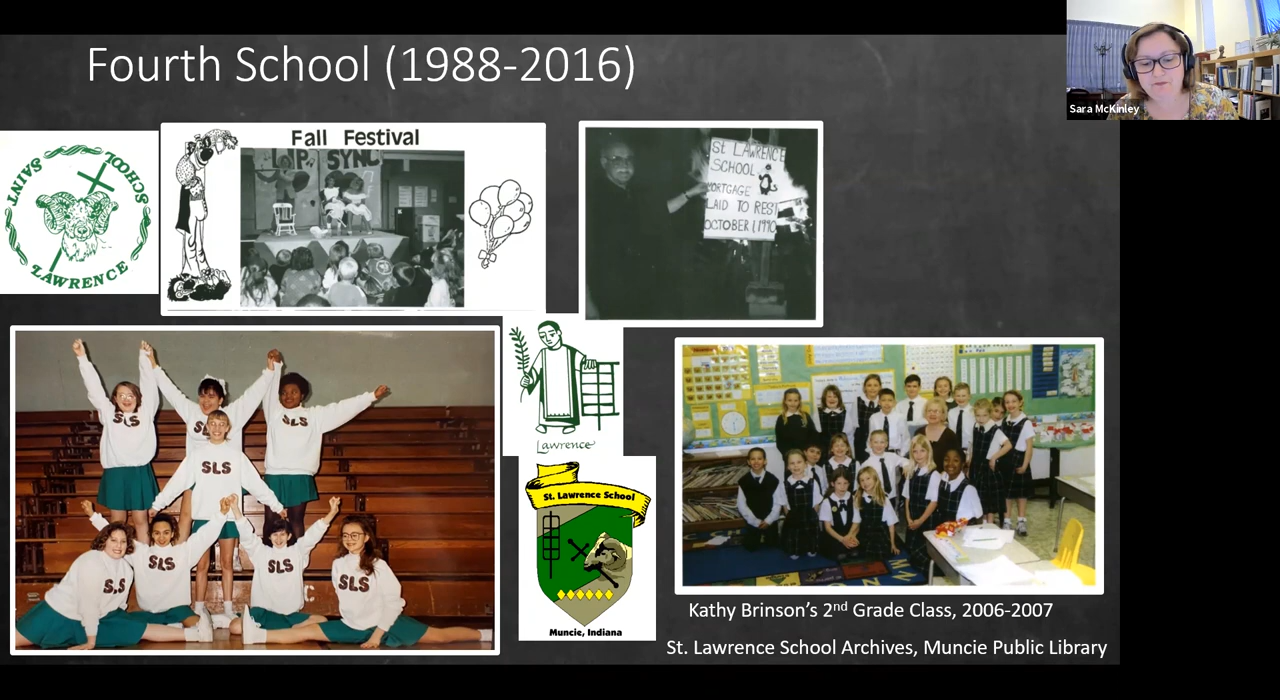 Fourth School (1988-2016)
Sara McKinley
SAINT
LAWRENCE
SCHOOL
Fall Festival
LIP SYNC
St LAWRENCE
SCHOOL
MORTGAGE
LAID TO REST
OCTOBER 1, 1990
SLS
SLS
SLS
SLS
S.S
SLS
SLS
SLS
Lawrence
St. Lawrence School
Muncie, Indiana
Kathy Brinson's 2nd Grade Class, 2006-2007
St. Lawrence School Archives, Muncie Public Library